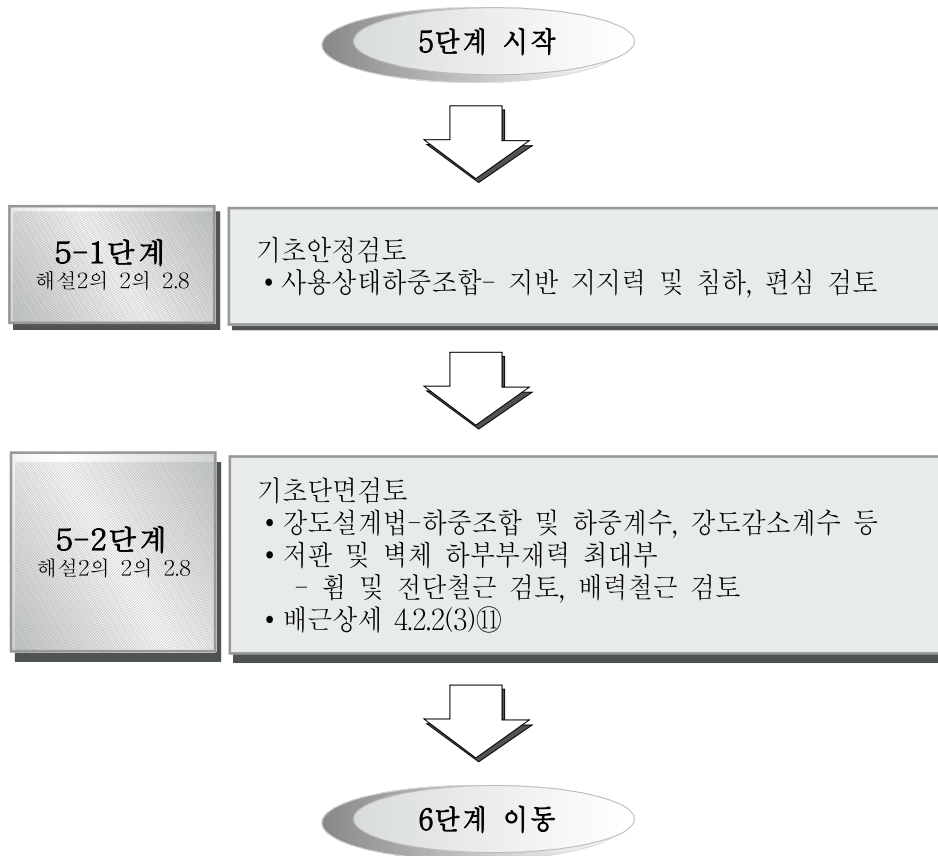 5단계 시작
5-1단계
해설2의 2의 2.8
기초안정검토
• 사용상태하중조합- 지반 지지력 및 침하, 편심 검토
5-2단계
해설2의 2의 2.8
기초단면검토
• 강도설계법-하중조합 및 하중계수, 강도감소계수 등
• 저판 및 벽체 하부부재력 최대부
- 휨 및 전단철근 검토, 배력철근 검토
• 배근상세 4.2.2(3)⑪
6단계 이동